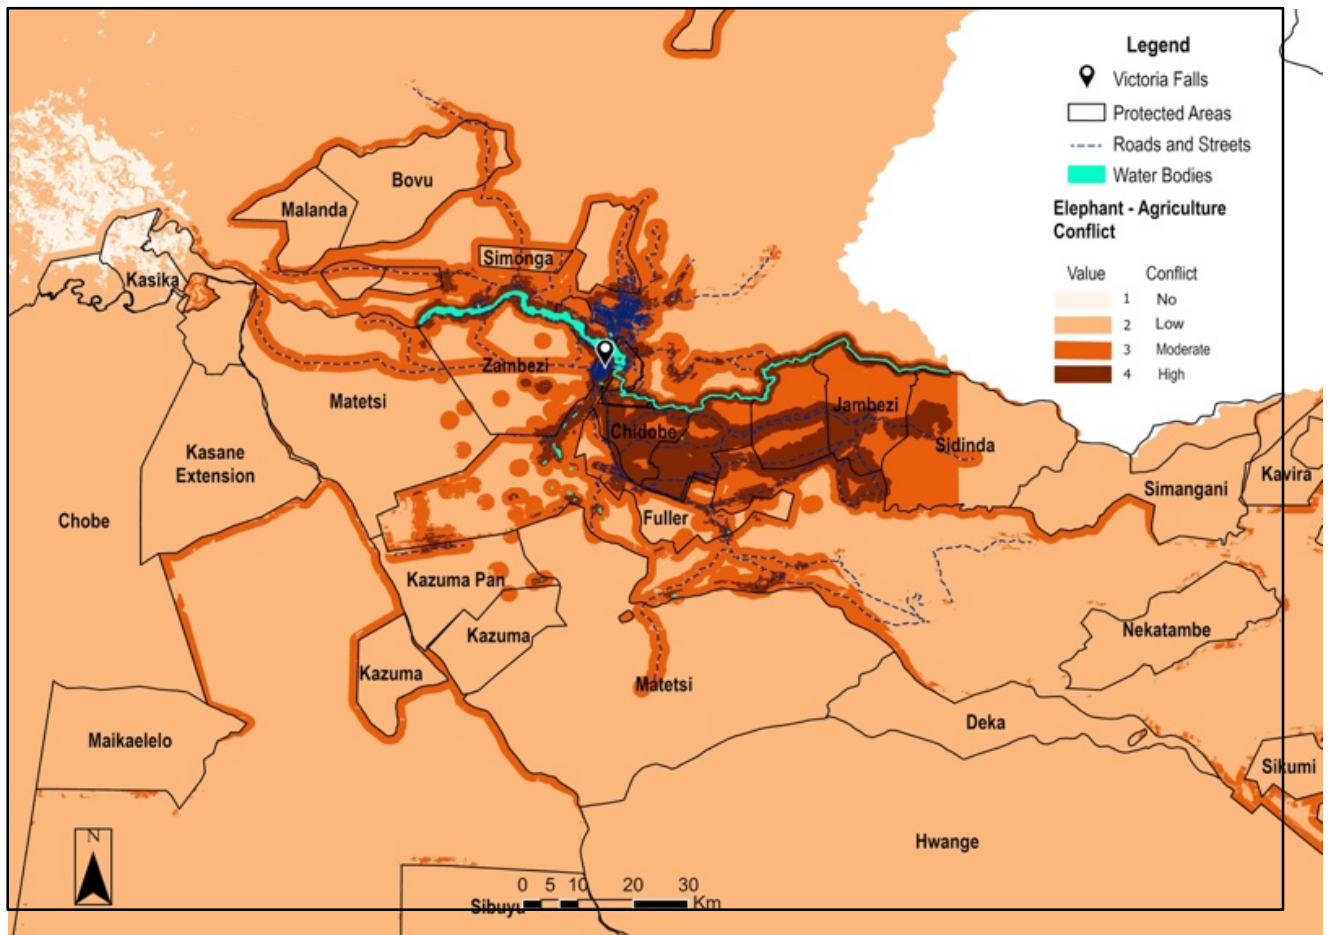 Legend
Victoria Falls
Protected Areas
Roads and Streets
Water Bodies
Elephant - Agriculture
Conflict
Value Conflict
1 No
2 Low
3 Moderate
4 High
Bovu
Malanda
Simonga
Kasika
Zambezi
Matetsi
Jambezi
Chidobe
Sidinda
Kasane
Extension
Kavira
Simangani
Chobe
Fuller
Kazuma Pan
Nekatambe
Kazuma
Kazuma
Matetsi
Deka
Maikaelelo
Sikumi
Hwange
N
0 5 10 20 30
Km
Sibuyu